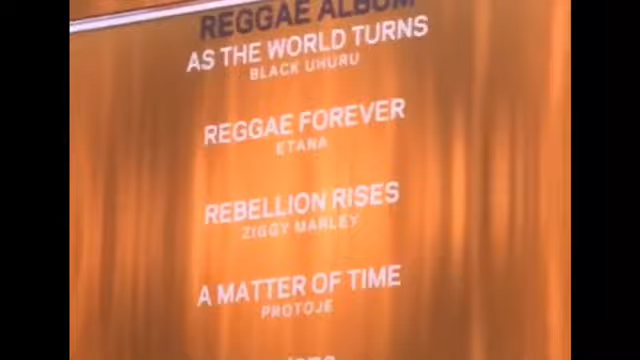 REGGAE ALBUM
AS THE WORLD TURNS
BLACK UHURU
REGGAE FOREVER
ETANA
REBELLION RISES
ZIGGY MARLEY
A MATTER OF TIME
PROTOJE